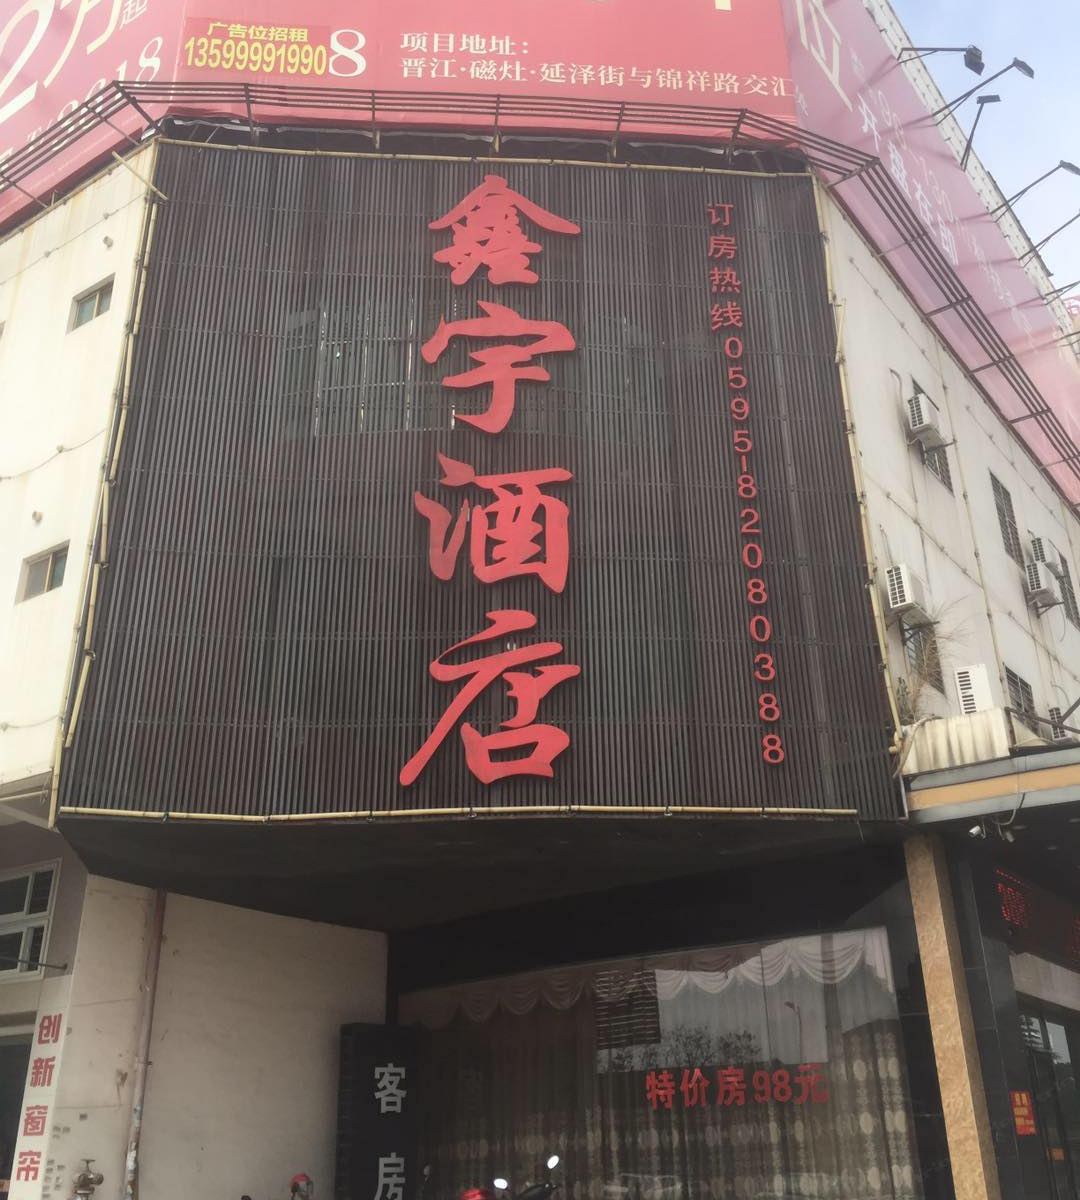 广告位招租
13599991990
8
项目地址：
晋江·磁灶·延泽街与锦祥路交汇
鑫宇酒店
订房热线0595-82080388
创新窗帘
客房
特价房98元